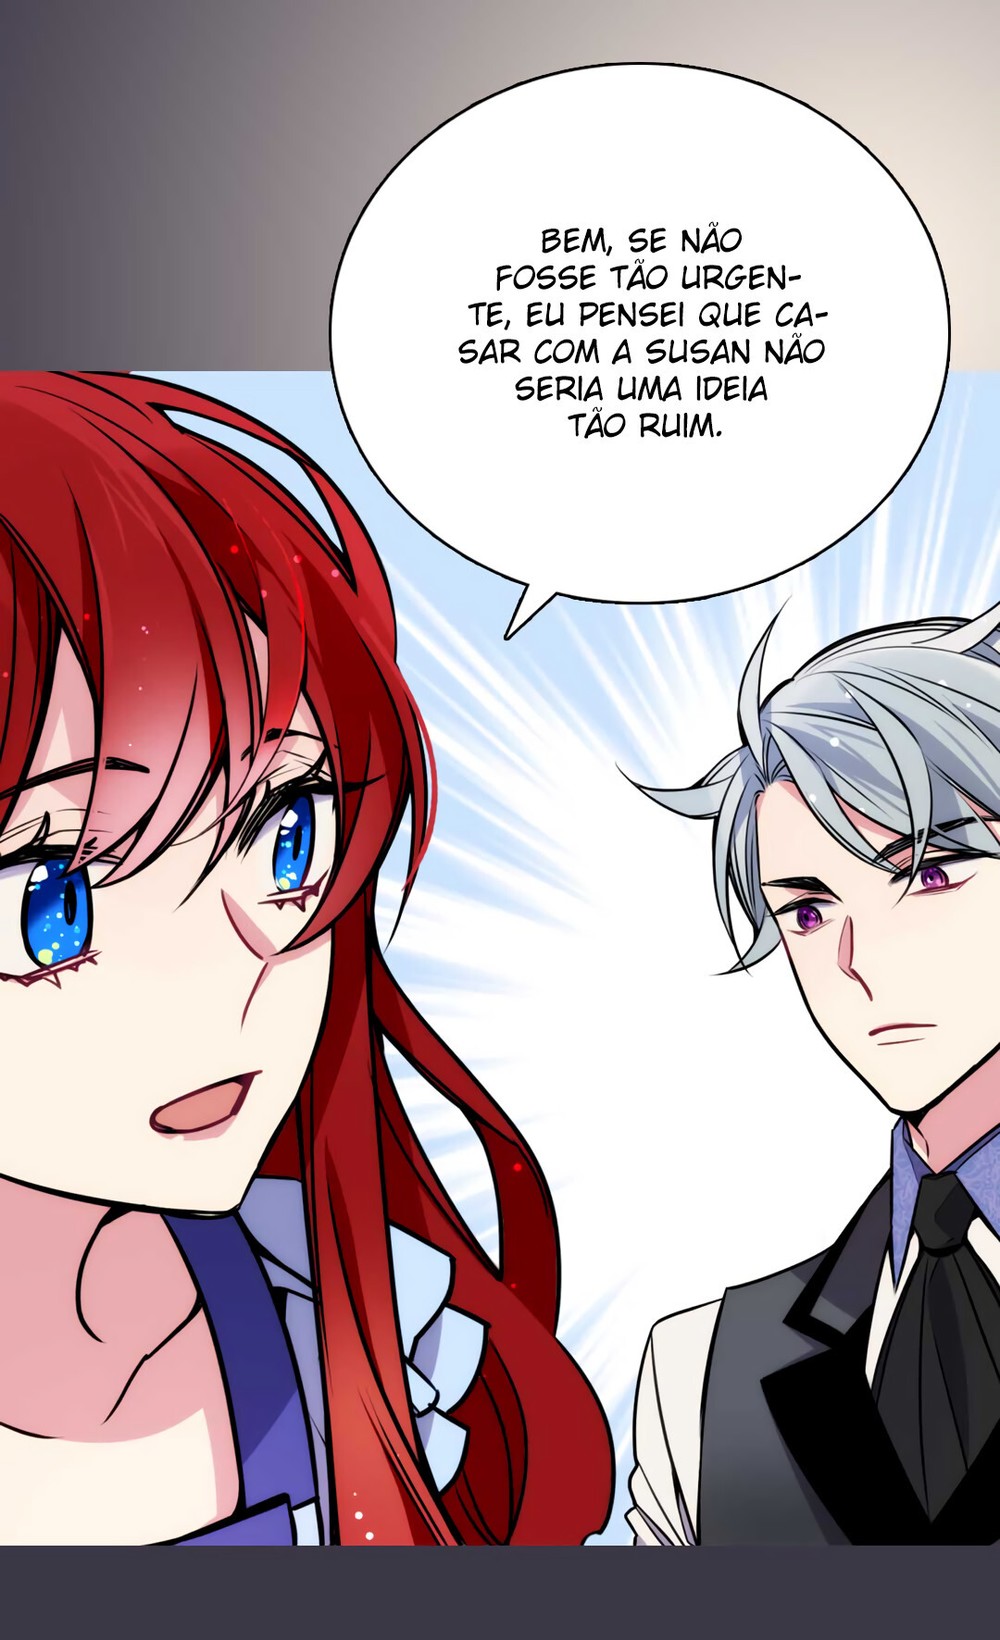 BEM, SE NÃO
FOSSE TÃO URGEN-
TE, EU PENSEI QUE CA-
SAR COM A SUSAN NÃO
SERIA UMA IDEIA
TÃO RUIM.